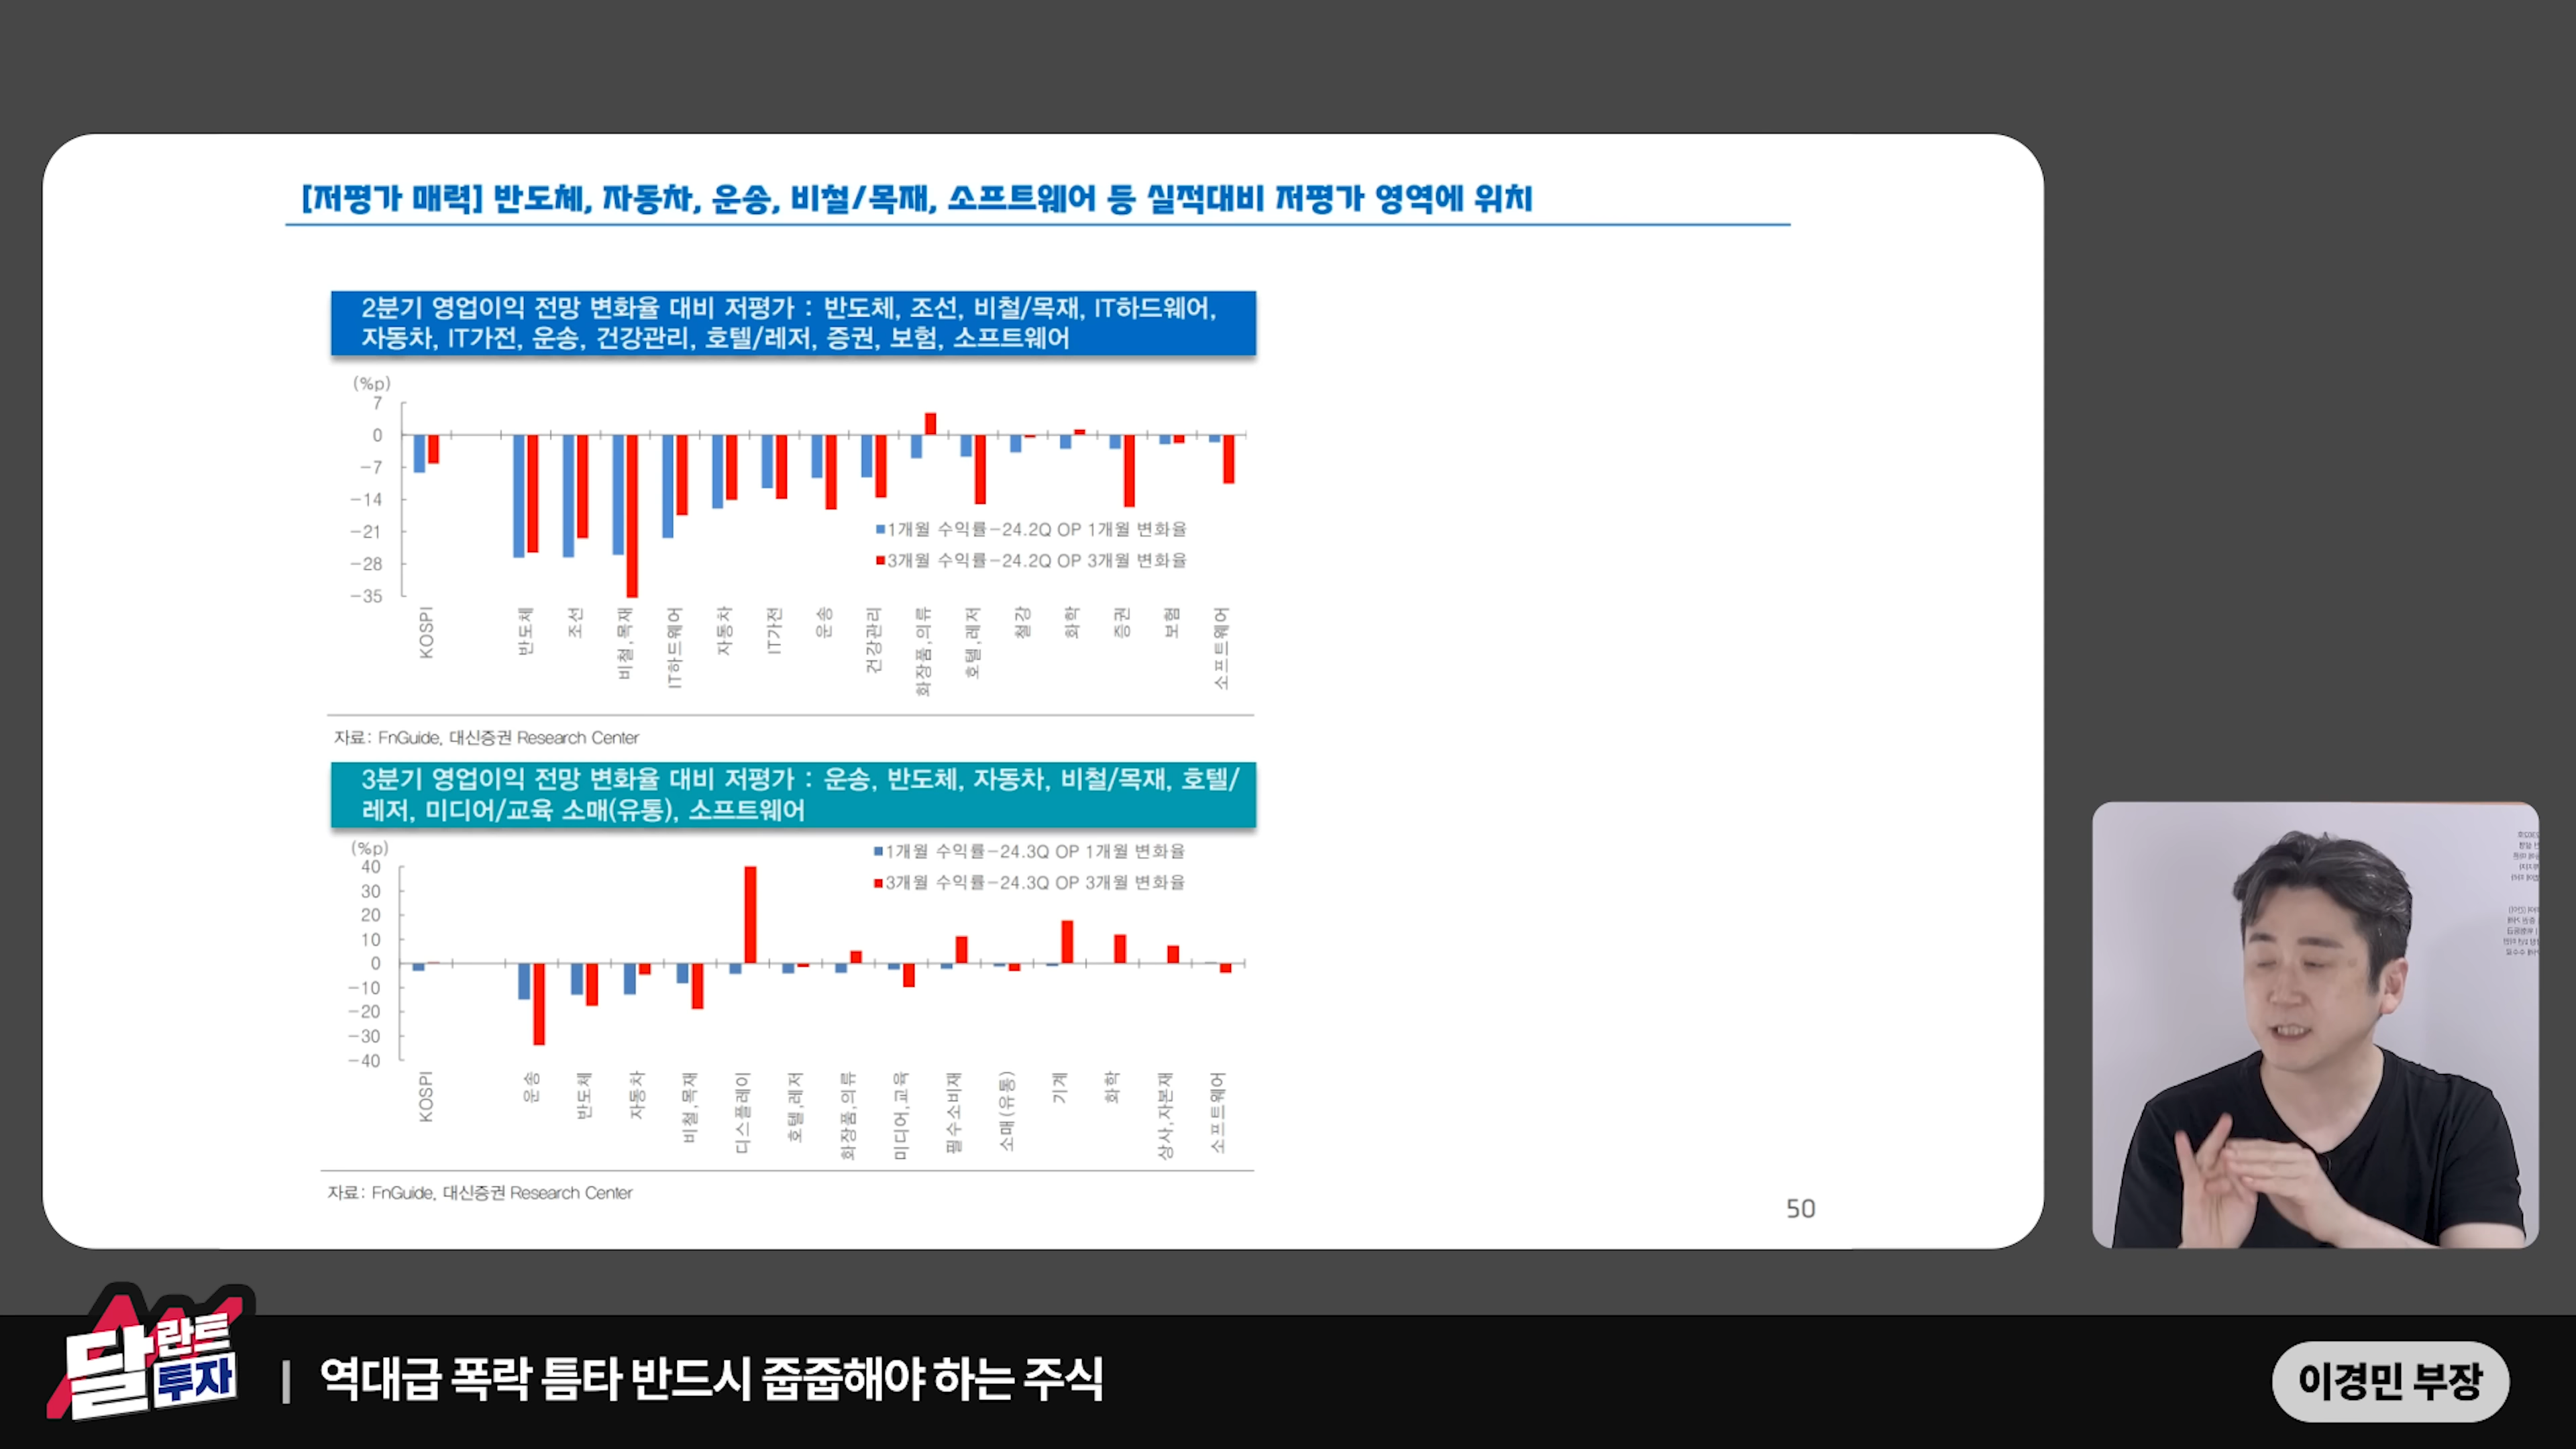 [저평가 매력] 반도체, 자동차, 운송, 비철/목재, 소프트웨어 등 실적대비 저평가 영역에 위치
2분기 영업이익 전망 변화율 대비 저평가 : 반도체, 조선, 비철/목재, IT하드웨어,
자동차, IT가전, 운송, 건강관리, 호텔/레저, 증권, 보험, 소프트웨어
(%p)
7
0
-7
-14
-21
-28
-35
1개월 수익률-24.2Q OP 1개월 변화율
3개월 수익률-24.2Q OP 3개월 변화율
KOSPI
반도체
조선
비철,목재
IT하드웨어
자동차
IT가전
운송
건강관리
화장품,의류
호텔,레저
철강
화학
증권
보험
소프트웨어
자료: FnGuide, 대신증권 Research Center
3분기 영업이익 전망 변화율 대비 저평가 : 운송, 반도체, 자동차, 비철/목재, 호텔/
레저, 미디어/교육 소매(유통), 소프트웨어
(%p)
40
30
20
10
0
-10
-20
-30
-40
1개월 수익률-24.3Q OP 1개월 변화율
3개월 수익률-24.3Q OP 3개월 변화율
KOSPI
운송
반도체
자동차
비철,목재
디스플레이
호텔,레저
화장품,의류
미디어,교육
필수소비재
소매(유통)
기계
화학
상사,자본재
소프트웨어
자료: FnGuide, 대신증권 Research Center
50
달란트
투자
| 역대급 폭락 틈타 반드시 줍줍해야 하는 주식
이경민 부장